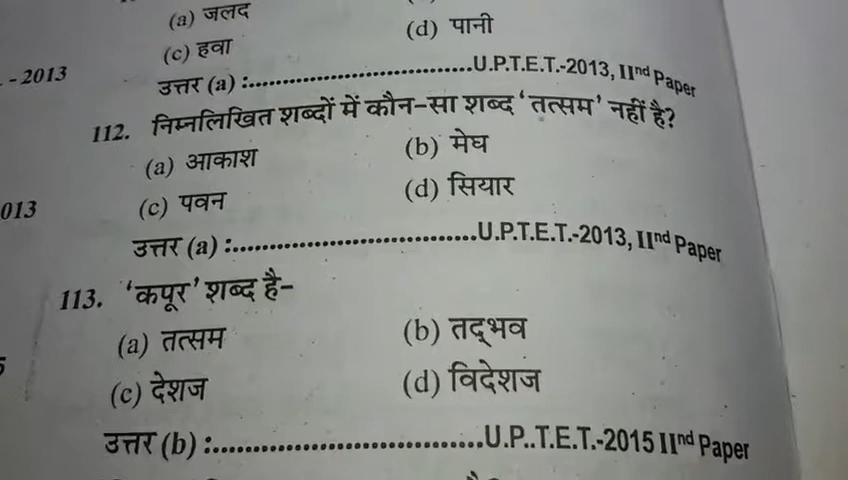 (a) जलद
(c) हवा (d) पानी
- 2013 उत्तर (a) :..........................................U.P.T.E.T.-2013, IInd Paper
112. निम्नलिखित शब्दों में कौन-सा शब्द 'तत्सम' नहीं है?
(a) आकाश (b) मेघ
013 (c) पवन (d) सियार
उत्तर (a) :..........................................U.P.T.E.T.-2013, IInd Paper
113. 'कपूर' शब्द है-
(a) तत्सम (b) तद्भव
(c) देशज (d) विदेशज
उत्तर (b) :..........................................U.P..T.E.T.-2015 IInd Paper